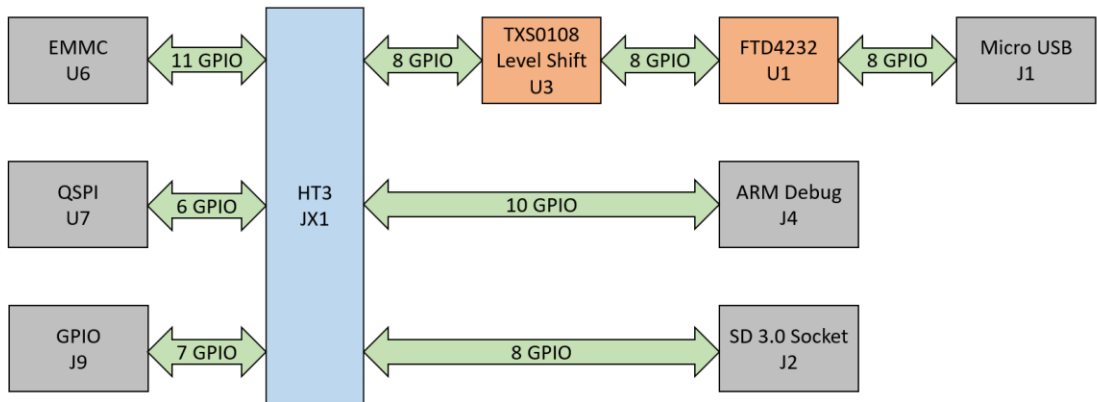 EMMC
U6
11 GPIO
8 GPIO
TXS0108
Level Shift
U3
8 GPIO
FTD4232
U1
8 GPIO
Micro USB
J1
QSPI
U7
6 GPIO
HT3
JX1
10 GPIO
ARM Debug
J4
GPIO
J9
7 GPIO
8 GPIO
SD 3.0 Socket
J2